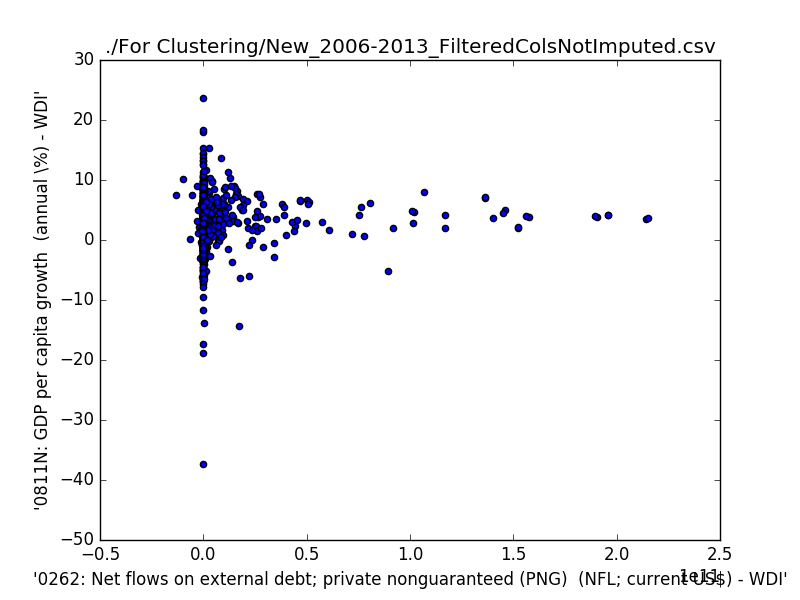 ./For Clustering/New_2006-2013_FilteredColsNotImputed.csv
30
20
10
0
−10
−20
−30
−40
−50
'0811N: GDP per capita growth (annual \%) - WDI'
−0.5 0.0 0.5 1.0 1.5 2.0 2.5
1e11
'0262: Net flows on external debt; private nonguaranteed (PNG) (NFL; current US$) - WDI'